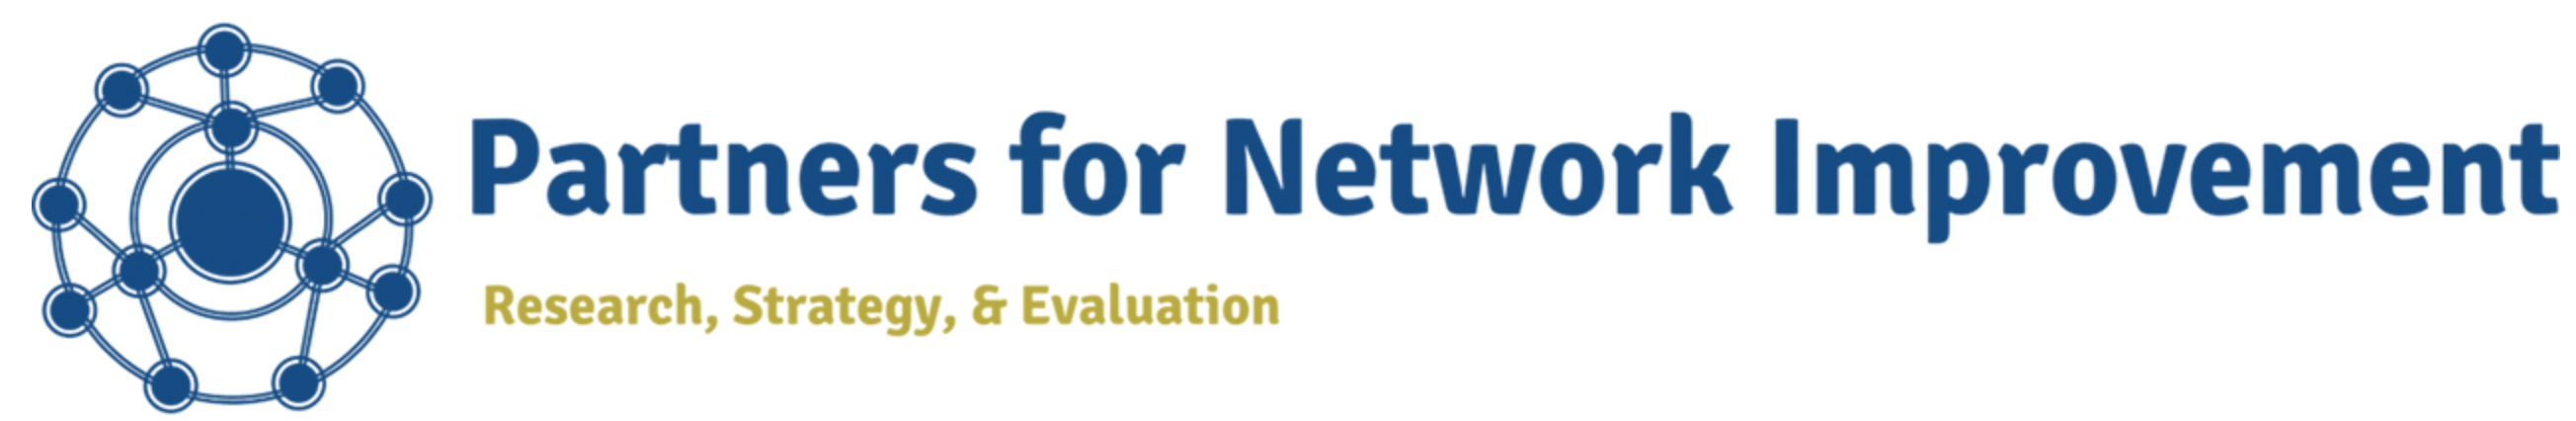 Partners for Network Improvement
Research, Strategy, & Evaluation